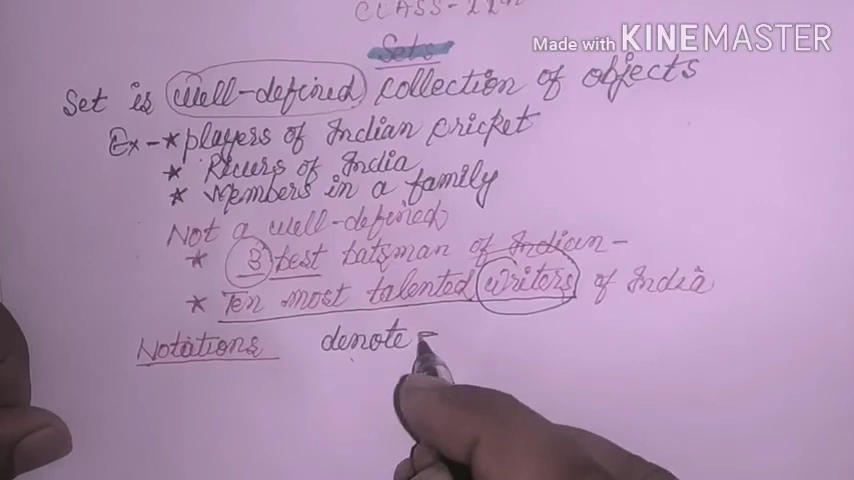 CLASS-11th
Made with KINEMASTER
Sets
Set is well-defined collection of objects
Ex-* players of Indian cricket
* Rivers of India
* Members in a family
Not a well-defined
* 3 best batsman of Indian-
* Ten most talented writers of India
Notations denote